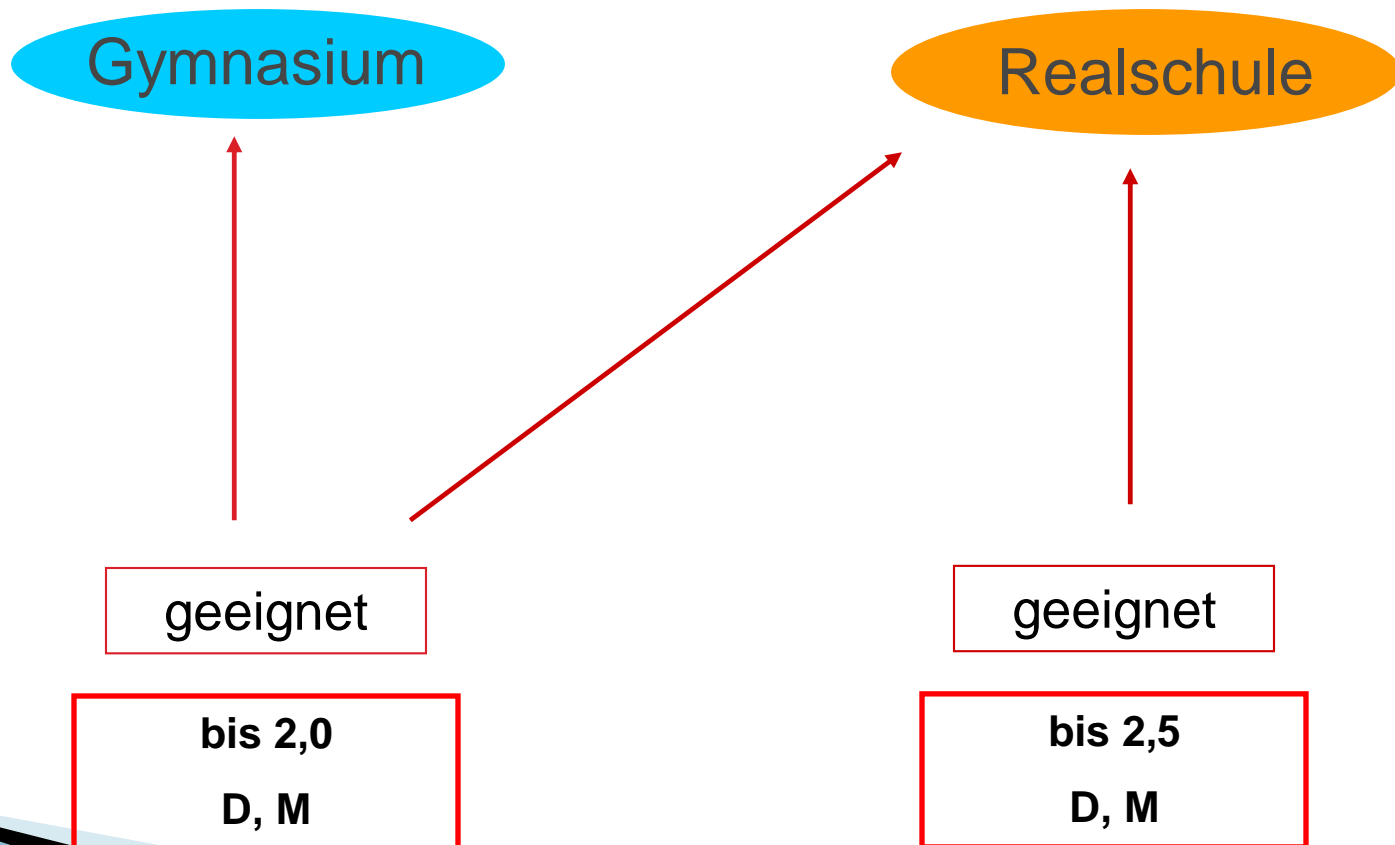 Gymnasium
Realschule
geeignet
geeignet
bis 2,0
D, M
bis 2,5
D, M